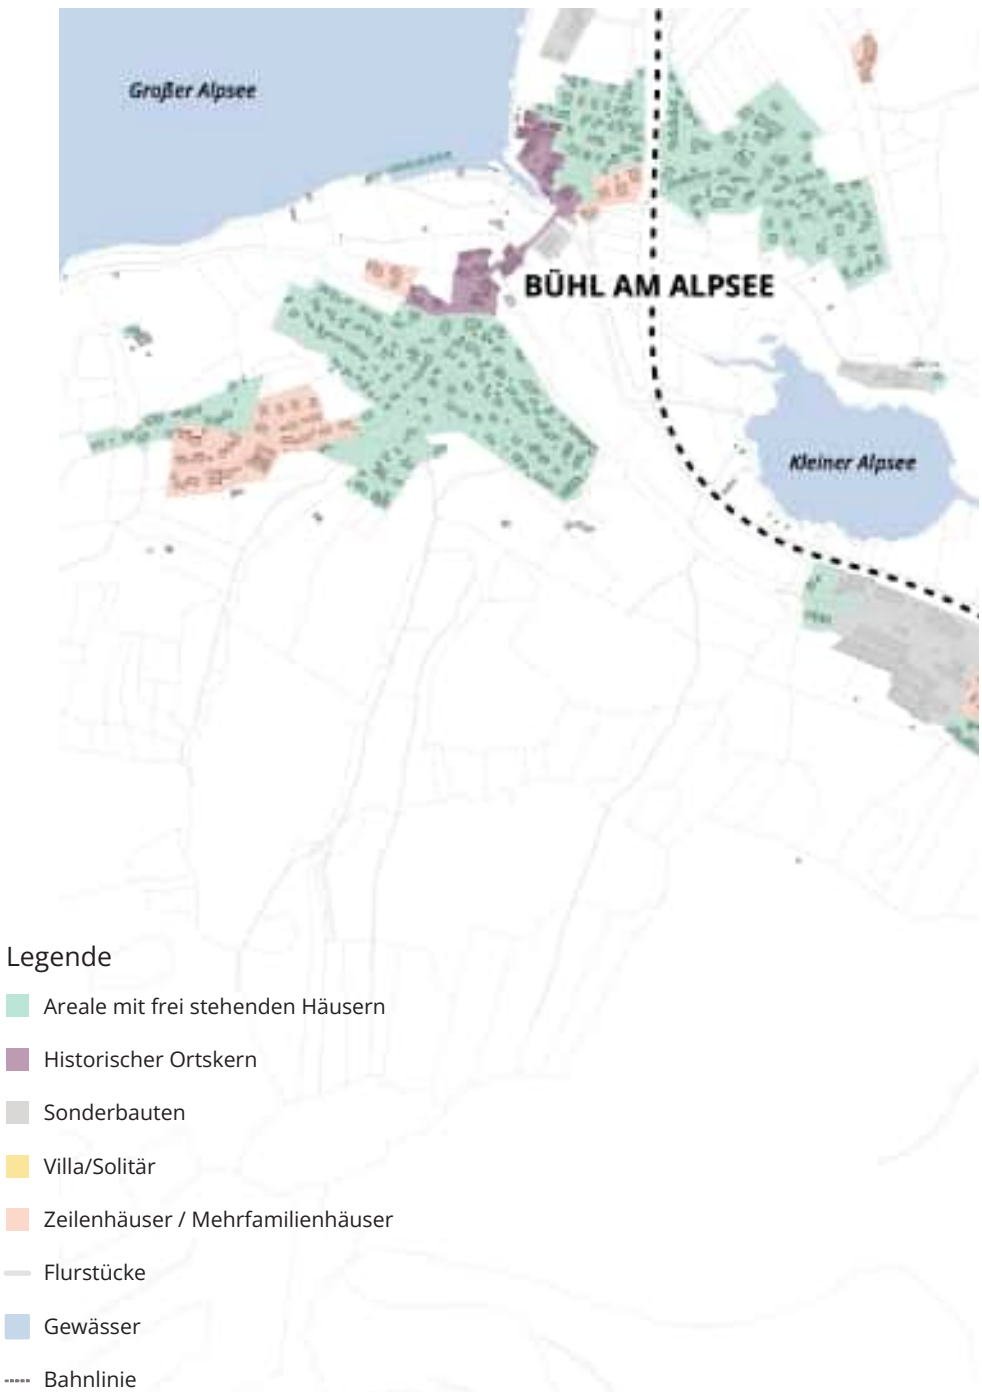 Großer Alpsee
BÜHL AM ALPSEE
Kleiner Alpsee
Legende
Areale mit frei stehenden Häusern
Historischer Ortskern
Sonderbauten
Villa/Solitär
Zeilenhäuser / Mehrfamilienhäuser
Flurstücke
Gewässer
Bahnlinie